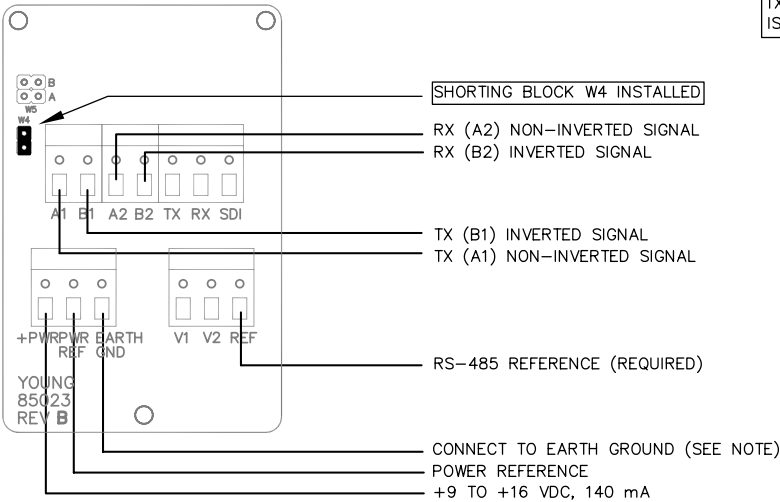 TX
IS
B
A
W5
W4
SHORTING BLOCK W4 INSTALLED
RX (A2) NON-INVERTED SIGNAL
RX (B2) INVERTED SIGNAL
A1 B1 A2 B2 TX RX SDI
TX (B1) INVERTED SIGNAL
TX (A1) NON-INVERTED SIGNAL
+PWR PWR EARTH V1 V2 REF
REF GND
RS-485 REFERENCE (REQUIRED)
YOUNG
85023
REV B
CONNECT TO EARTH GROUND (SEE NOTE)
POWER REFERENCE
+9 TO +16 VDC, 140 mA